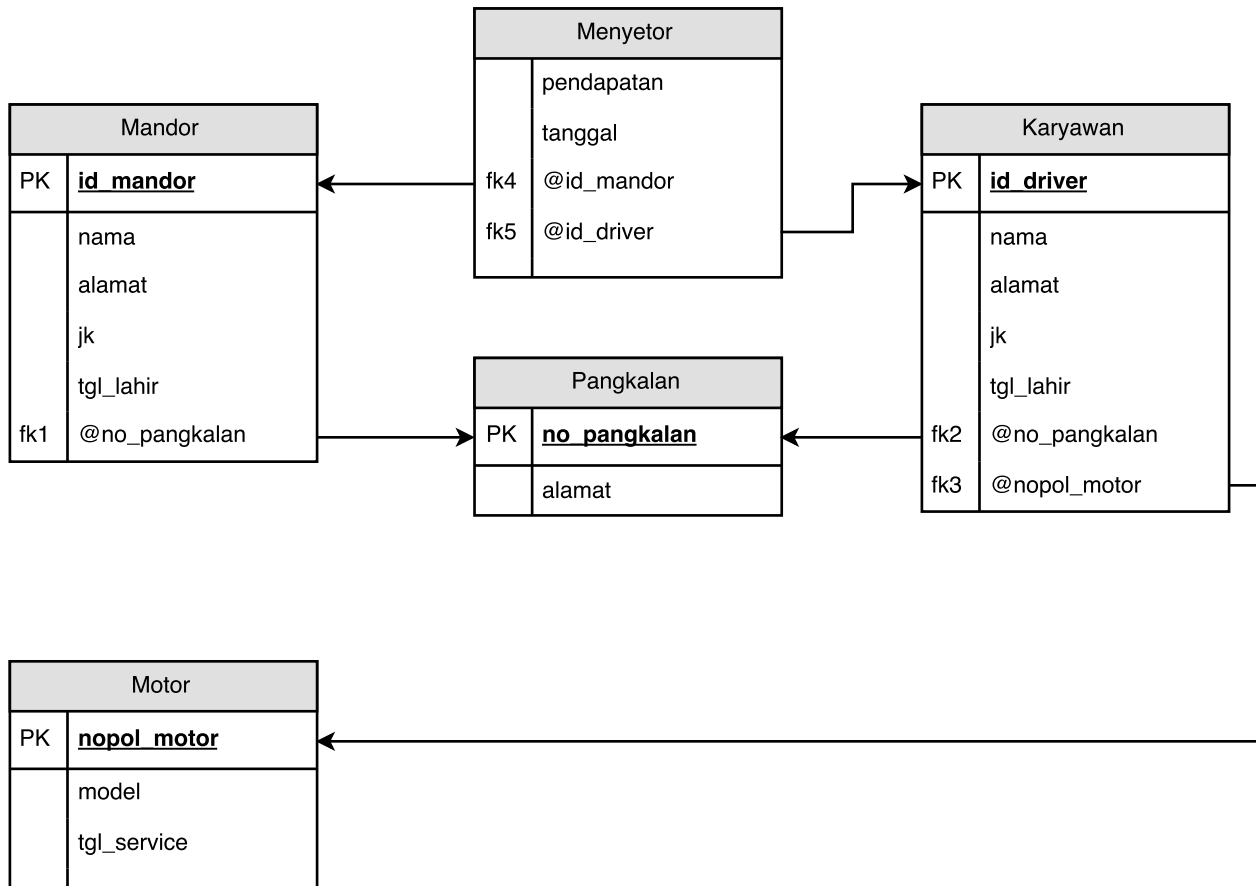 Menyetor
pendapatan
tanggal
fk4 @id_mandor
fk5 @id_driver
Mandor
PK id_mandor
nama
alamat
jk
tgl_lahir
fk1 @no_pangkalan
Karyawan
PK id_driver
nama
alamat
jk
tgl_lahir
fk2 @no_pangkalan
fk3 @nopol_motor
Pangkalan
PK no_pangkalan
alamat
Motor
PK nopol_motor
model
tgl_service